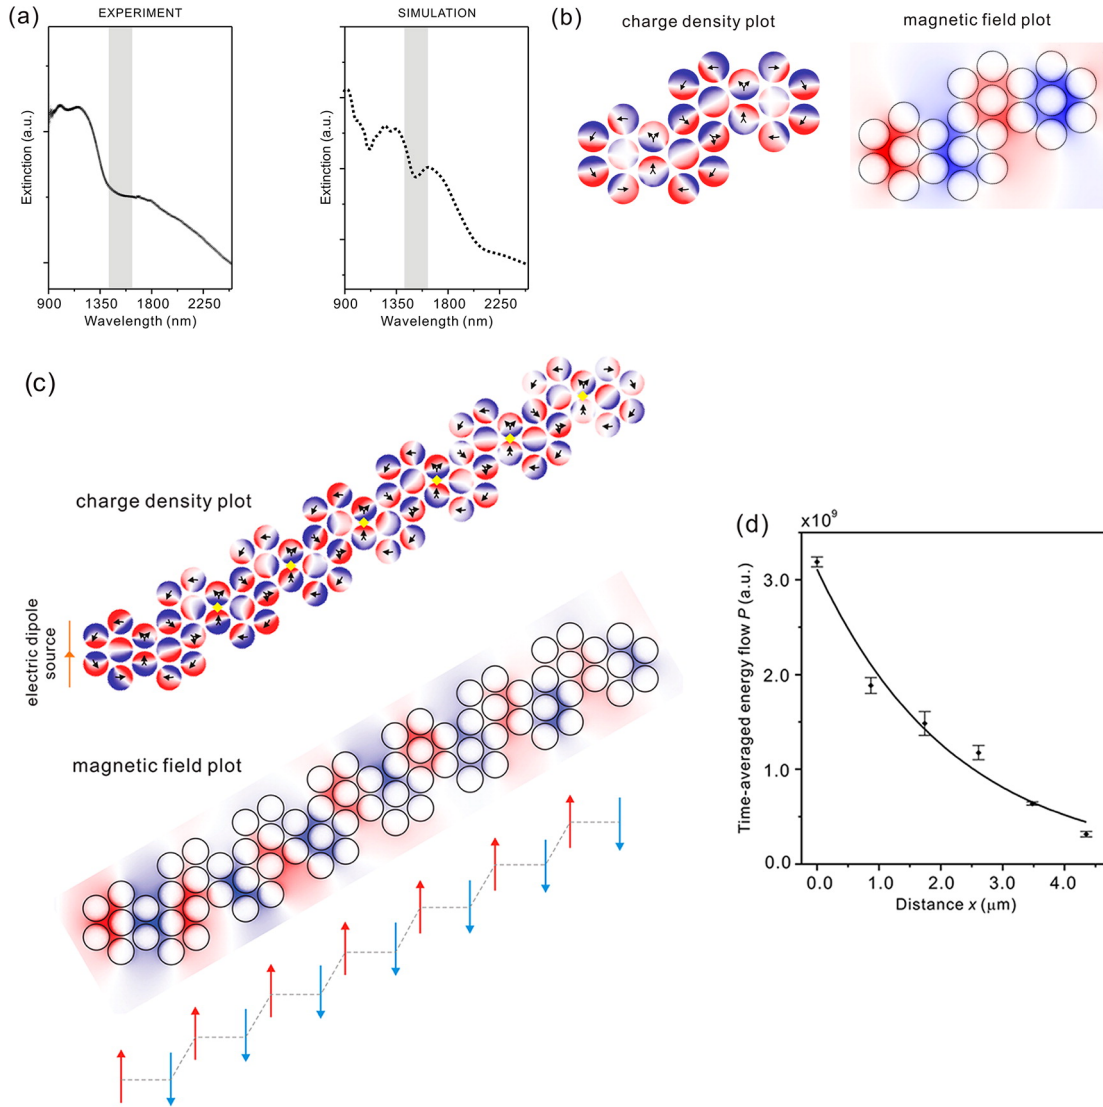 (a)
EXPERIMENT
Extinction (a.u.)
900 1350 1800 2250
Wavelength (nm)
SIMULATION
Extinction (a.u.)
900 1350 1800 2250
Wavelength (nm)
(b)
charge density plot
magnetic field plot
(c)
charge density plot
electric dipole
source
magnetic field plot
(d)
x10⁹
Time-averaged energy flow P (a.u.)
3.0
2.0
1.0
0.0
0.0 1.0 2.0 3.0 4.0
Distance x (μm)